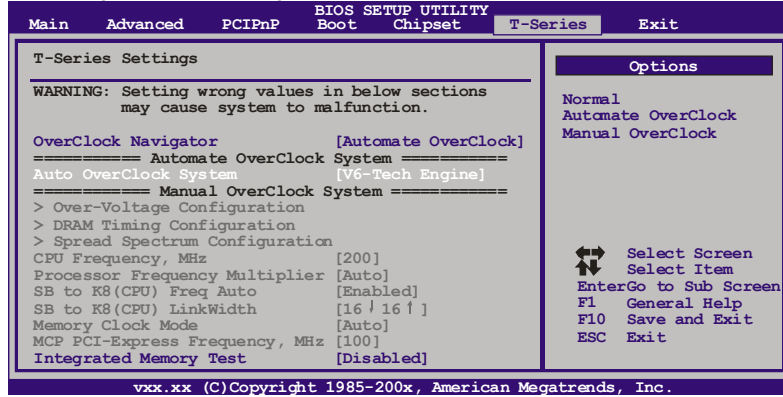 BIOS SETUP UTILITY
Main Advanced PCIPnP Boot Chipset T-Series Exit
T-Series Settings
WARNING: Setting wrong values in below sections
may cause system to malfunction.
OverClock Navigator [Automate OverClock]
=========== Automate OverClock System ===========
Auto OverClock System [V6-Tech Engine]
============ Manual OverClock System ============
> Over-Voltage Configuration
> DRAM Timing Configuration
> Spread Spectrum Configuration
CPU Frequency, MHz [200]
Processor Frequency Multiplier [Auto]
SB to K8(CPU) Freq Auto [Enabled]
SB to K8(CPU) LinkWidth [16 ↓ 16 ↑ ]
Memory Clock Mode [Auto]
MCP PCI-Express Frequency, MHz [100]
Integrated Memory Test [Disabled]
Options
Normal
Automate OverClock
Manual OverClock
Select Screen
Select Item
EnterGo to Sub Screen
F1 General Help
F10 Save and Exit
ESC Exit
vxx.xx (C)Copyright 1985-200x, American Megatrends, Inc.